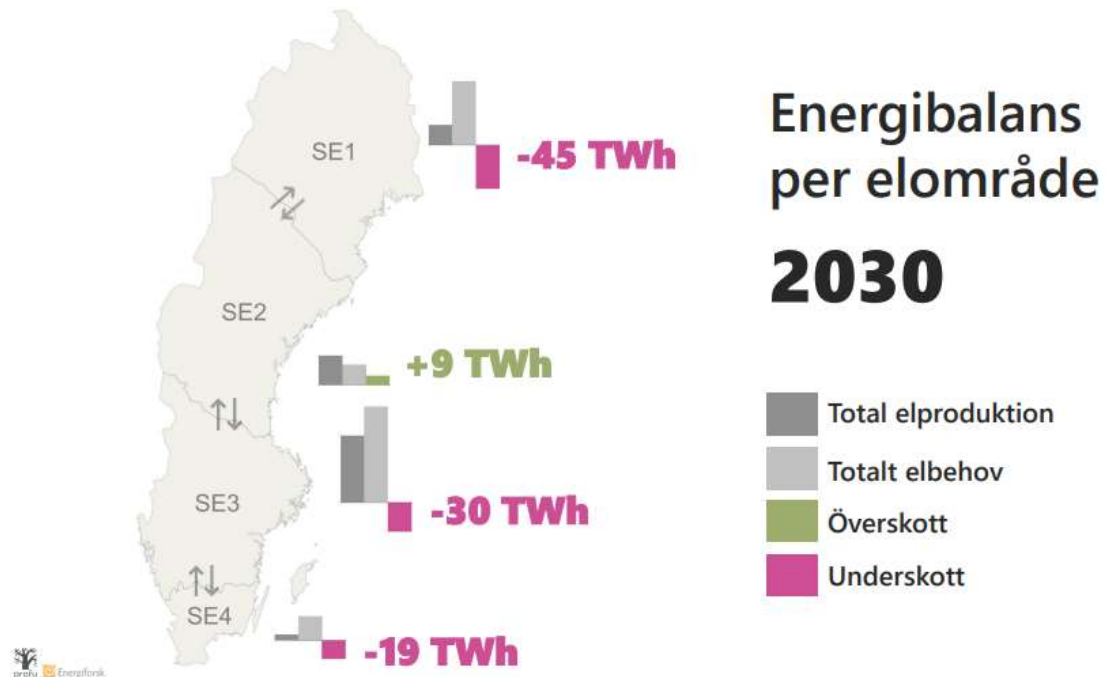 Energibalans
per elområde
2030
SE1
-45 TWh
SE2
+9 TWh
SE3
-30 TWh
SE4
-19 TWh
Total elproduktion
Totalt elbehov
Överskott
Underskott
profu
Energiforsk